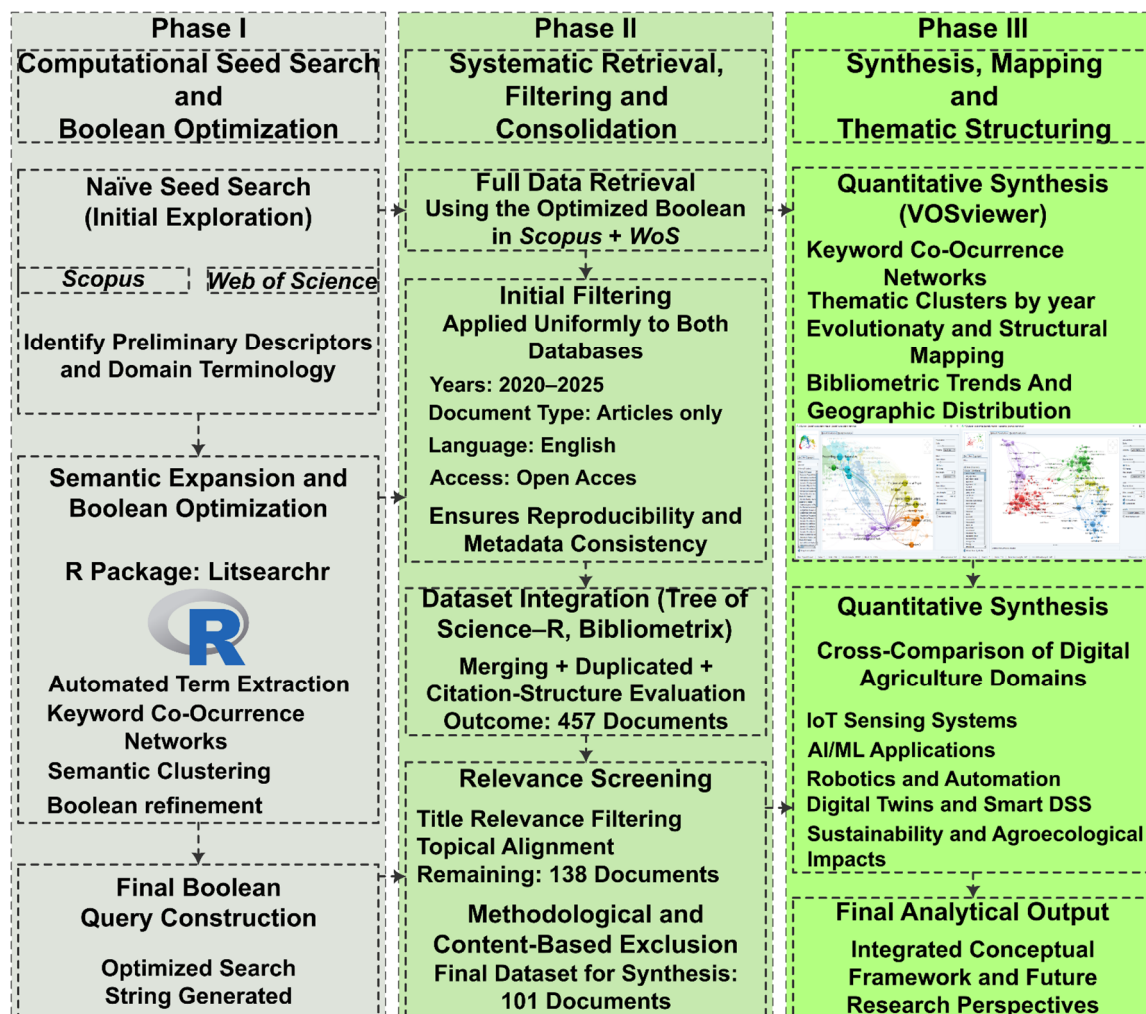 Phase I
Computational Seed Search
and
Boolean Optimization
Naïve Seed Search
(Initial Exploration)
Scopus
Web of Science
Identify Preliminary Descriptors
and Domain Terminology
Semantic Expansion and
Boolean Optimization
R Package: Litsearchr
R
Automated Term Extraction
Keyword Co-Ocurrence
Networks
Semantic Clustering
Boolean refinement
Final Boolean
Query Construction
Optimized Search
String Generated
Phase II
Systematic Retrieval,
Filtering and
Consolidation
Full Data Retrieval
Using the Optimized Boolean
in Scopus + WoS
Initial Filtering
Applied Uniformly to Both
Databases
Years: 2020–2025
Document Type: Articles only
Language: English
Access: Open Acces
Ensures Reproducibility and
Metadata Consistency
Dataset Integration (Tree of
Science–R, Bibliometrix)
Merging + Duplicated +
Citation-Structure Evaluation
Outcome: 457 Documents
Relevance Screening
Title Relevance Filtering
Topical Alignment
Remaining: 138 Documents
Methodological and
Content-Based Exclusion
Final Dataset for Synthesis:
101 Documents
Phase III
Synthesis, Mapping
and
Thematic Structuring
Quantitative Synthesis
(VOSviewer)
Keyword Co-Ocurrence
Networks
Thematic Clusters by year
Evolutionaty and Structural
Mapping
Bibliometric Trends And
Geographic Distribution
Quantitative Synthesis
Cross-Comparison of Digital
Agriculture Domains
IoT Sensing Systems
AI/ML Applications
Robotics and Automation
Digital Twins and Smart DSS
Sustainability and Agroecological
Impacts
Final Analytical Output
Integrated Conceptual
Framework and Future
Research Perspectives